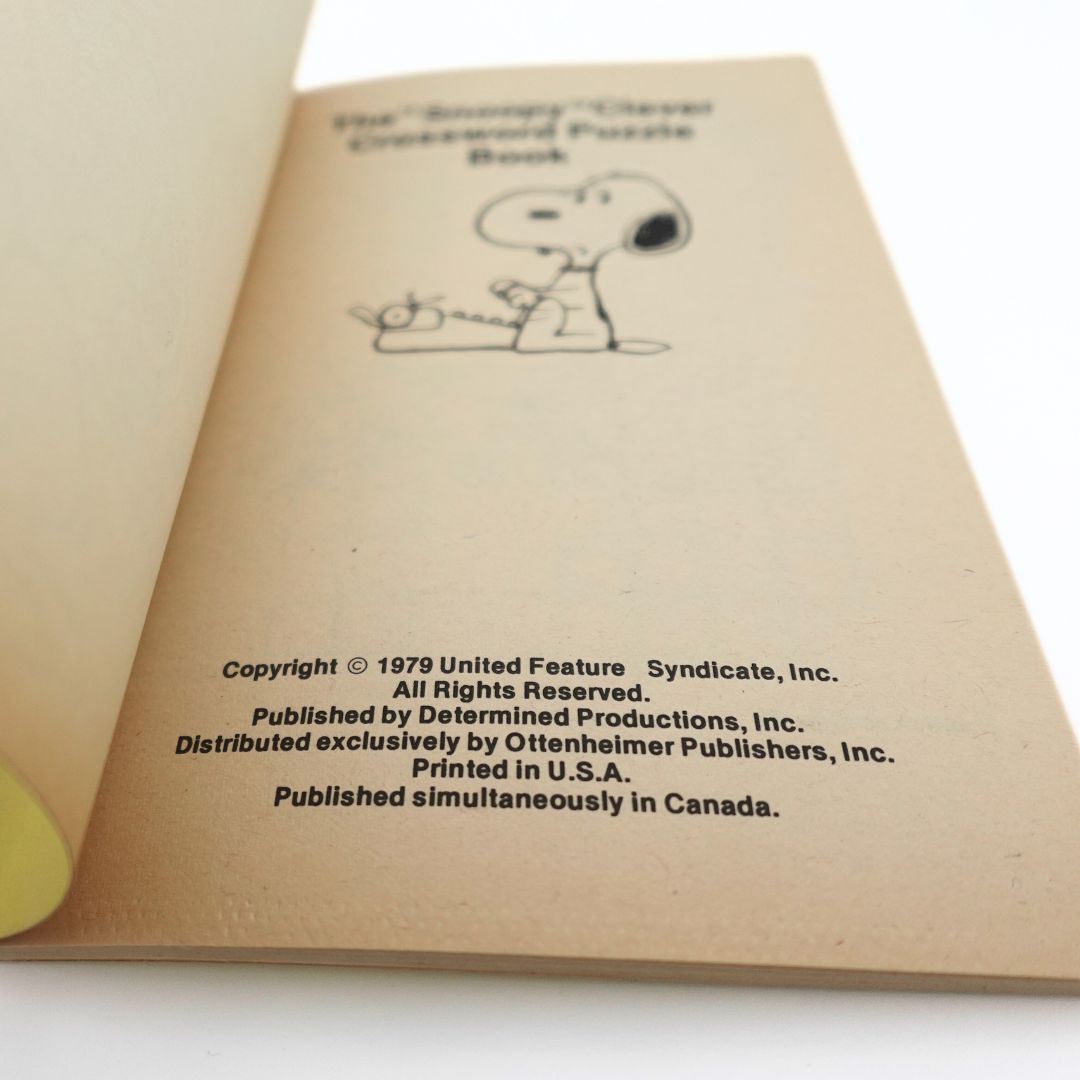 The "Snoopy" Clever
Crossword Puzzle
Book
Copyright © 1979 United Feature Syndicate, Inc.
All Rights Reserved.
Published by Determined Productions, Inc.
Distributed exclusively by Ottenheimer Publishers, Inc.
Printed in U.S.A.
Published simultaneously in Canada.